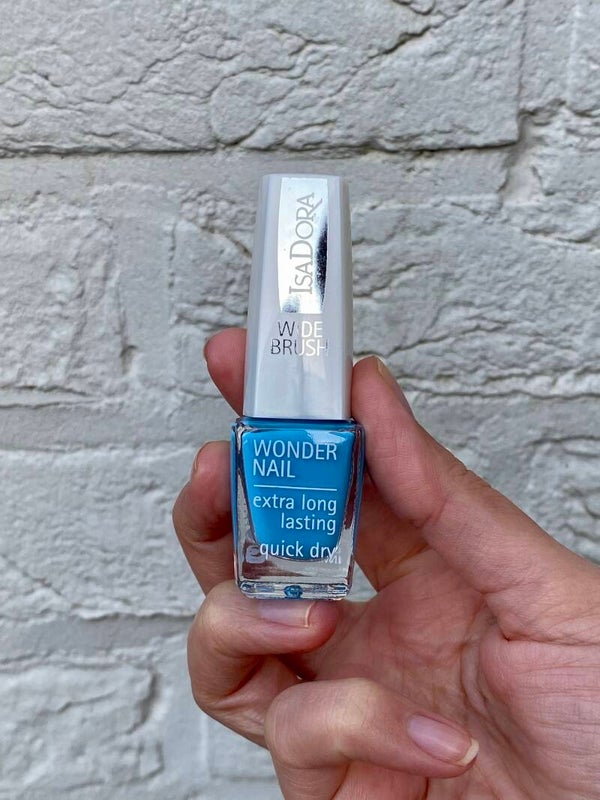 ISADORA
WIDE
BRUSH
WONDER
NAIL
extra long
lasting
quick dry